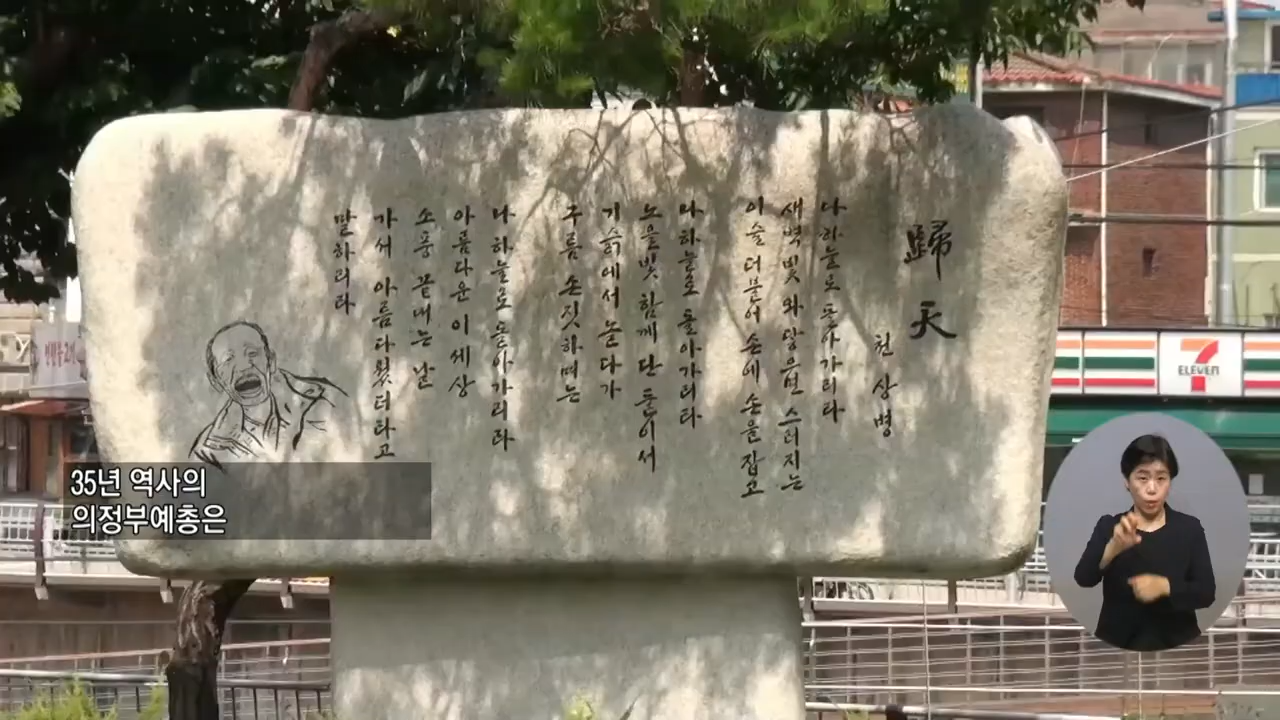 歸天
천상병
나 하늘로 돌아가리라
새벽빛 와 닿으면 스러지는
이슬 더불어 손에 손을 잡고
나 하늘로 돌아가리라
노을빛 함께 단 둘이서
기슭에서 놀다가
구름 손짓하며는
나 하늘로 돌아가리라
아름다운 이 세상
소풍 끝내는 날
가서 아름다웠더라고
말하리라
35년 역사의
의정부예총은
7
ELEVEN